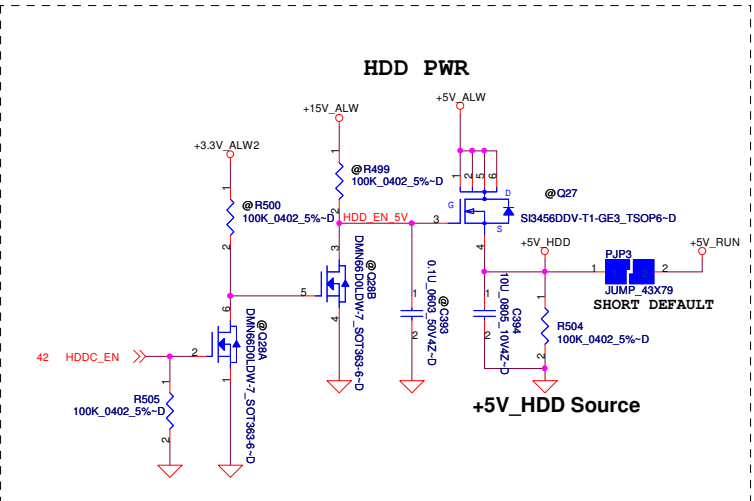 HDD PWR
+5V_ALW
+15V_ALW
+3.3V_ALW2
1
1 2 5 6
@R499
100K_0402_5%~D
2
D
@Q27
G
SI3456DDV-T1-GE3_TSOP6~D
S
1
@R500
100K_0402_5%~D
2
HDD_EN_5V
3
4
+5V_HDD
+5V_RUN
PJP3
1
2
JUMP_43X79
SHORT DEFAULT
3
5
4
@Q28B
DMN66D0LDW-7_SOT363-6~D
1
2
@C393
0.1U_0603_50V4Z~D
1
2
C394
10U_0805_10V4Z~D
1
R504
100K_0402_5%~D
2
6
42 HDDC_EN
2
1
@Q28A
DMN66D0LDW-7_SOT363-6~D
1
R505
100K_0402_5%~D
2
+5V_HDD Source